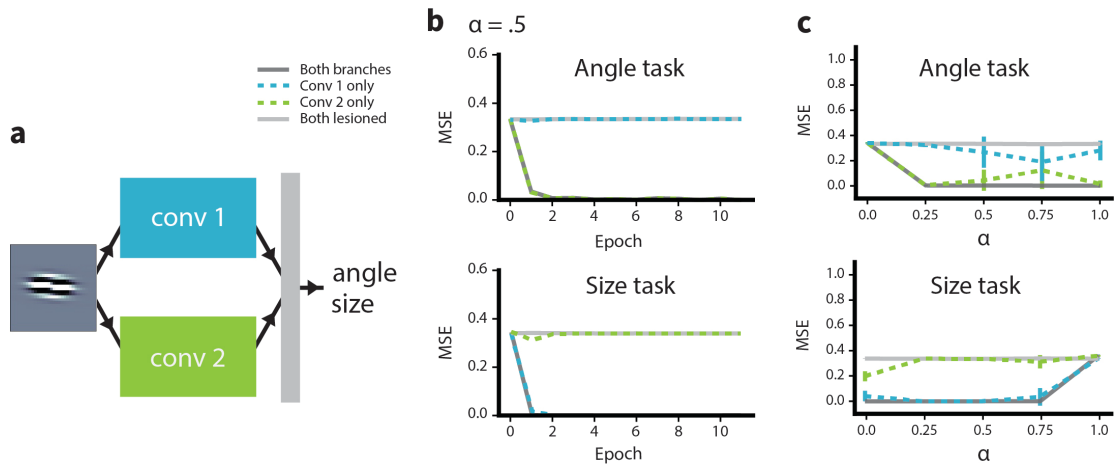 a
Both branches
Conv 1 only
Conv 2 only
Both lesioned
conv 1
conv 2
angle
size
b
α = .5
Angle task
MSE
0.6
0.4
0.2
0.0
0 2 4 6 8 10
Epoch
Size task
MSE
0.6
0.4
0.2
0.0
0 2 4 6 8 10
Epoch
c
Angle task
MSE
1.0
0.8
0.6
0.4
0.2
0.0
0.0 0.25 0.5 0.75 1.0
α
Size task
MSE
1.0
0.8
0.6
0.4
0.2
0.0
0.0 0.25 0.5 0.75 1.0
α